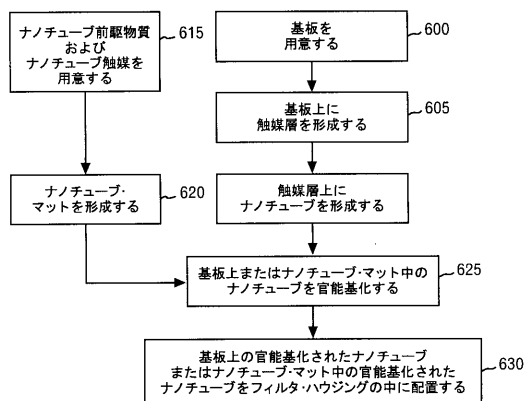 ナノチューブ前駆物質
および
ナノチューブ触媒を
用意する
615
基板を
用意する
600
基板上に
触媒層を形成する
605
ナノチューブ・
マットを形成する
620
触媒層上に
ナノチューブを形成する
基板上またはナノチューブ・マット中の
ナノチューブを官能基化する
625
基板上の官能基化されたナノチューブ
またはナノチューブ・マット中の官能基化された
ナノチューブをフィルタ・ハウジングの中に配置する
630